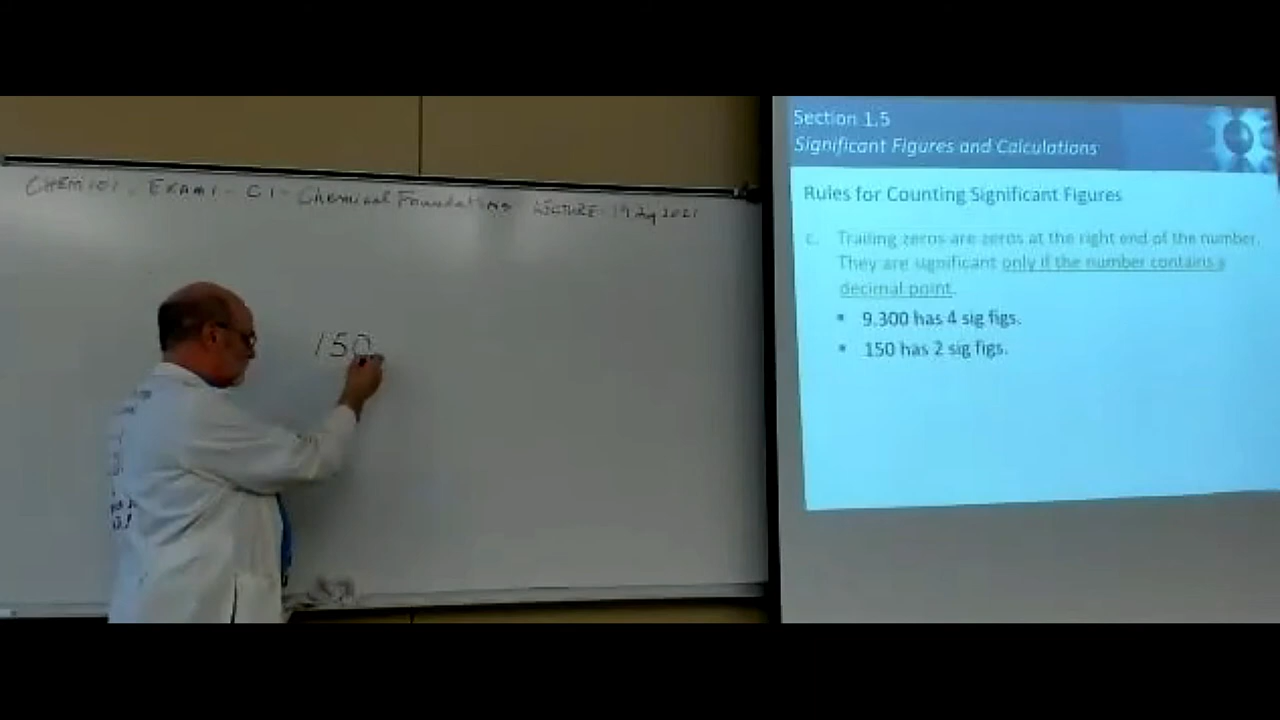 CHEM 101 - EXAM 1 - C1 - Chemical Foundations LECTURE - 19 2021
150
Section 1.5
Significant Figures and Calculations
Rules for Counting Significant Figures
c. Trailing zeros are zeros at the right end of the number.
They are significant only if the number contains a
decimal point.
▪ 9.300 has 4 sig figs.
▪ 150 has 2 sig figs.